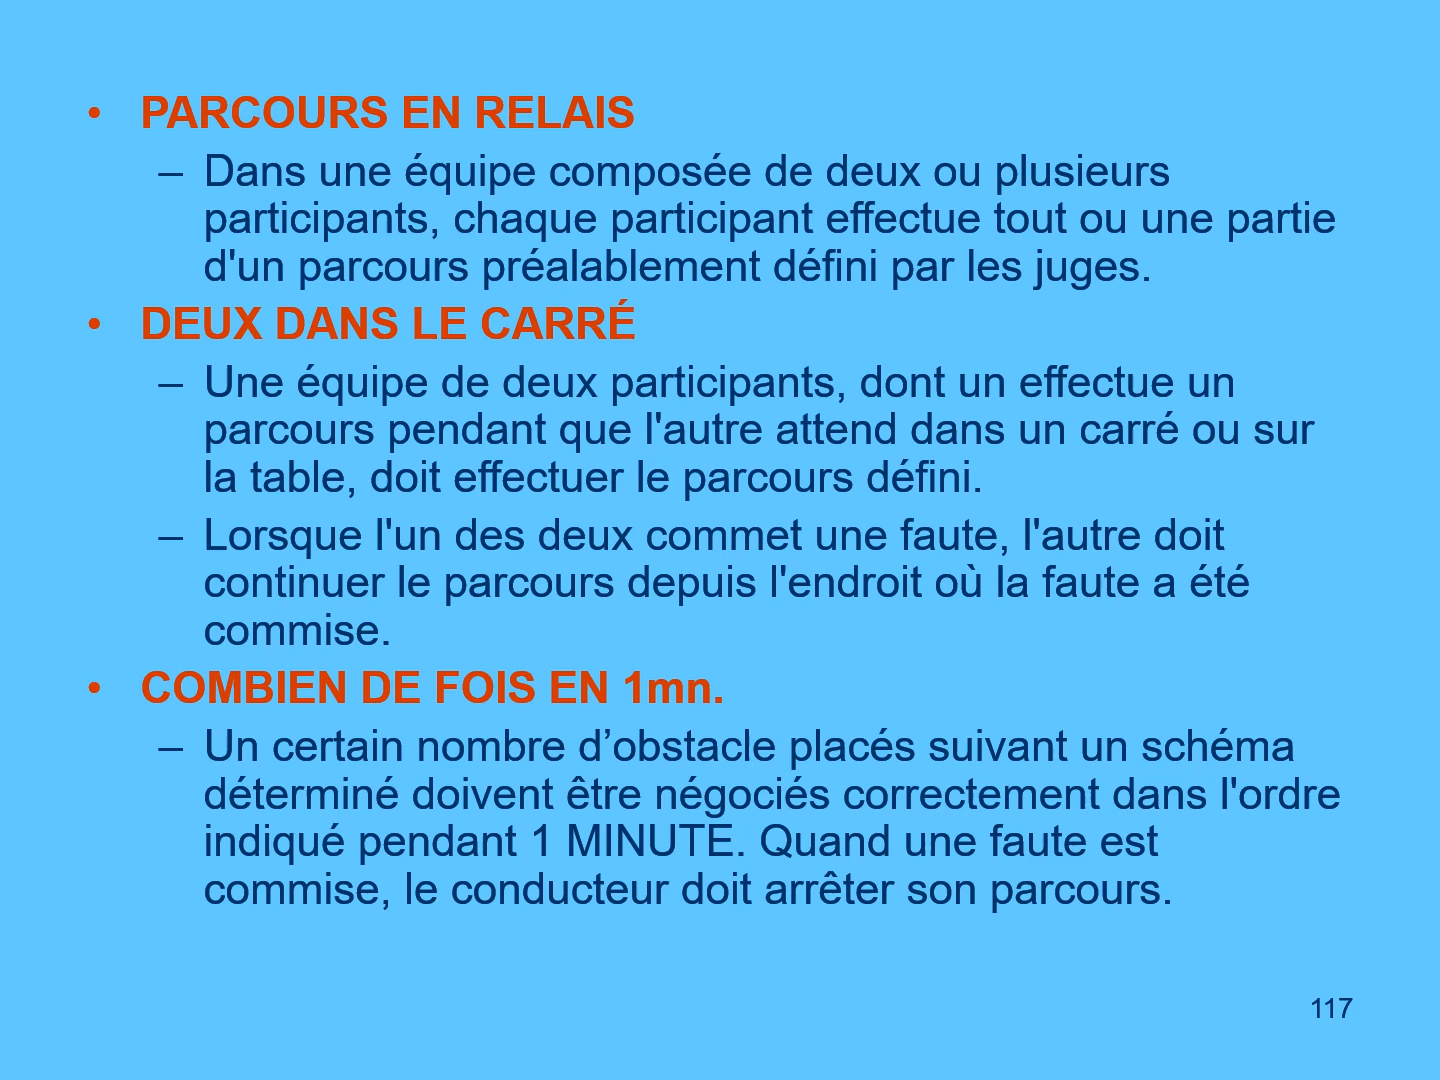 • PARCOURS EN RELAIS
– Dans une équipe composée de deux ou plusieurs
participants, chaque participant effectue tout ou une partie
d'un parcours préalablement défini par les juges.
• DEUX DANS LE CARRÉ
– Une équipe de deux participants, dont un effectue un
parcours pendant que l'autre attend dans un carré ou sur
la table, doit effectuer le parcours défini.
– Lorsque l'un des deux commet une faute, l'autre doit
continuer le parcours depuis l'endroit où la faute a été
commise.
• COMBIEN DE FOIS EN 1mn.
– Un certain nombre d’obstacle placés suivant un schéma
déterminé doivent être négociés correctement dans l'ordre
indiqué pendant 1 MINUTE. Quand une faute est
commise, le conducteur doit arrêter son parcours.
117